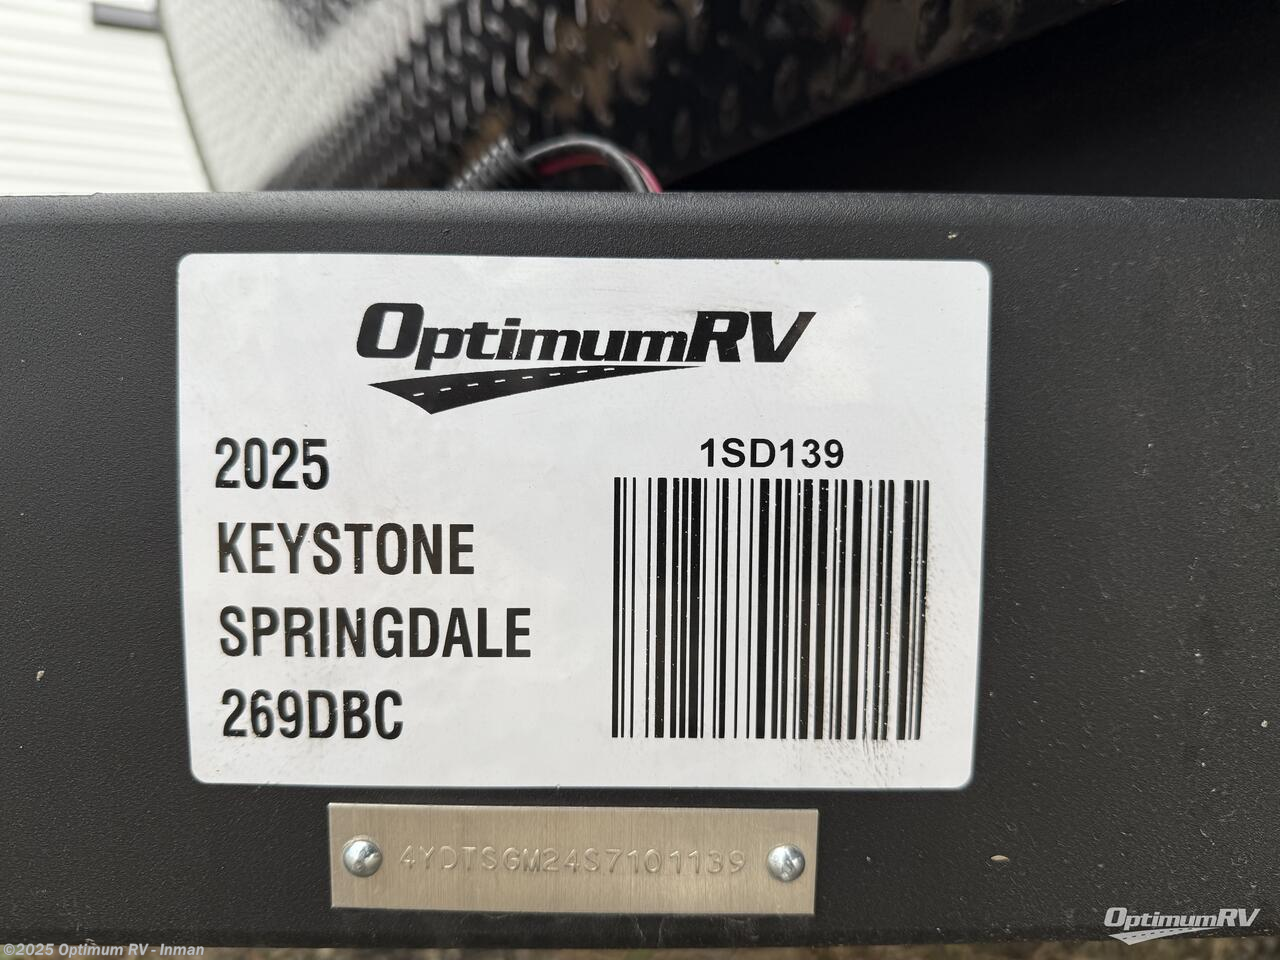 OptimumRV
2025
1SD139
KEYSTONE
SPRINGDALE
269DBC
4YDTSGM24S7101139
OptimumRV
©2025 Optimum RV - Inman